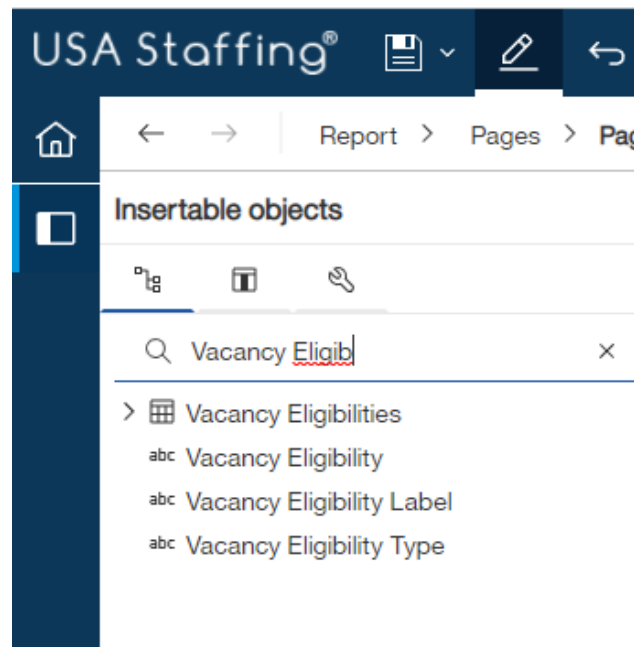 USA Staffing®
Report > Pages > Pag
Insertable objects
Vacancy Eligib
Vacancy Eligibilities
abc Vacancy Eligibility
abc Vacancy Eligibility Label
abc Vacancy Eligibility Type